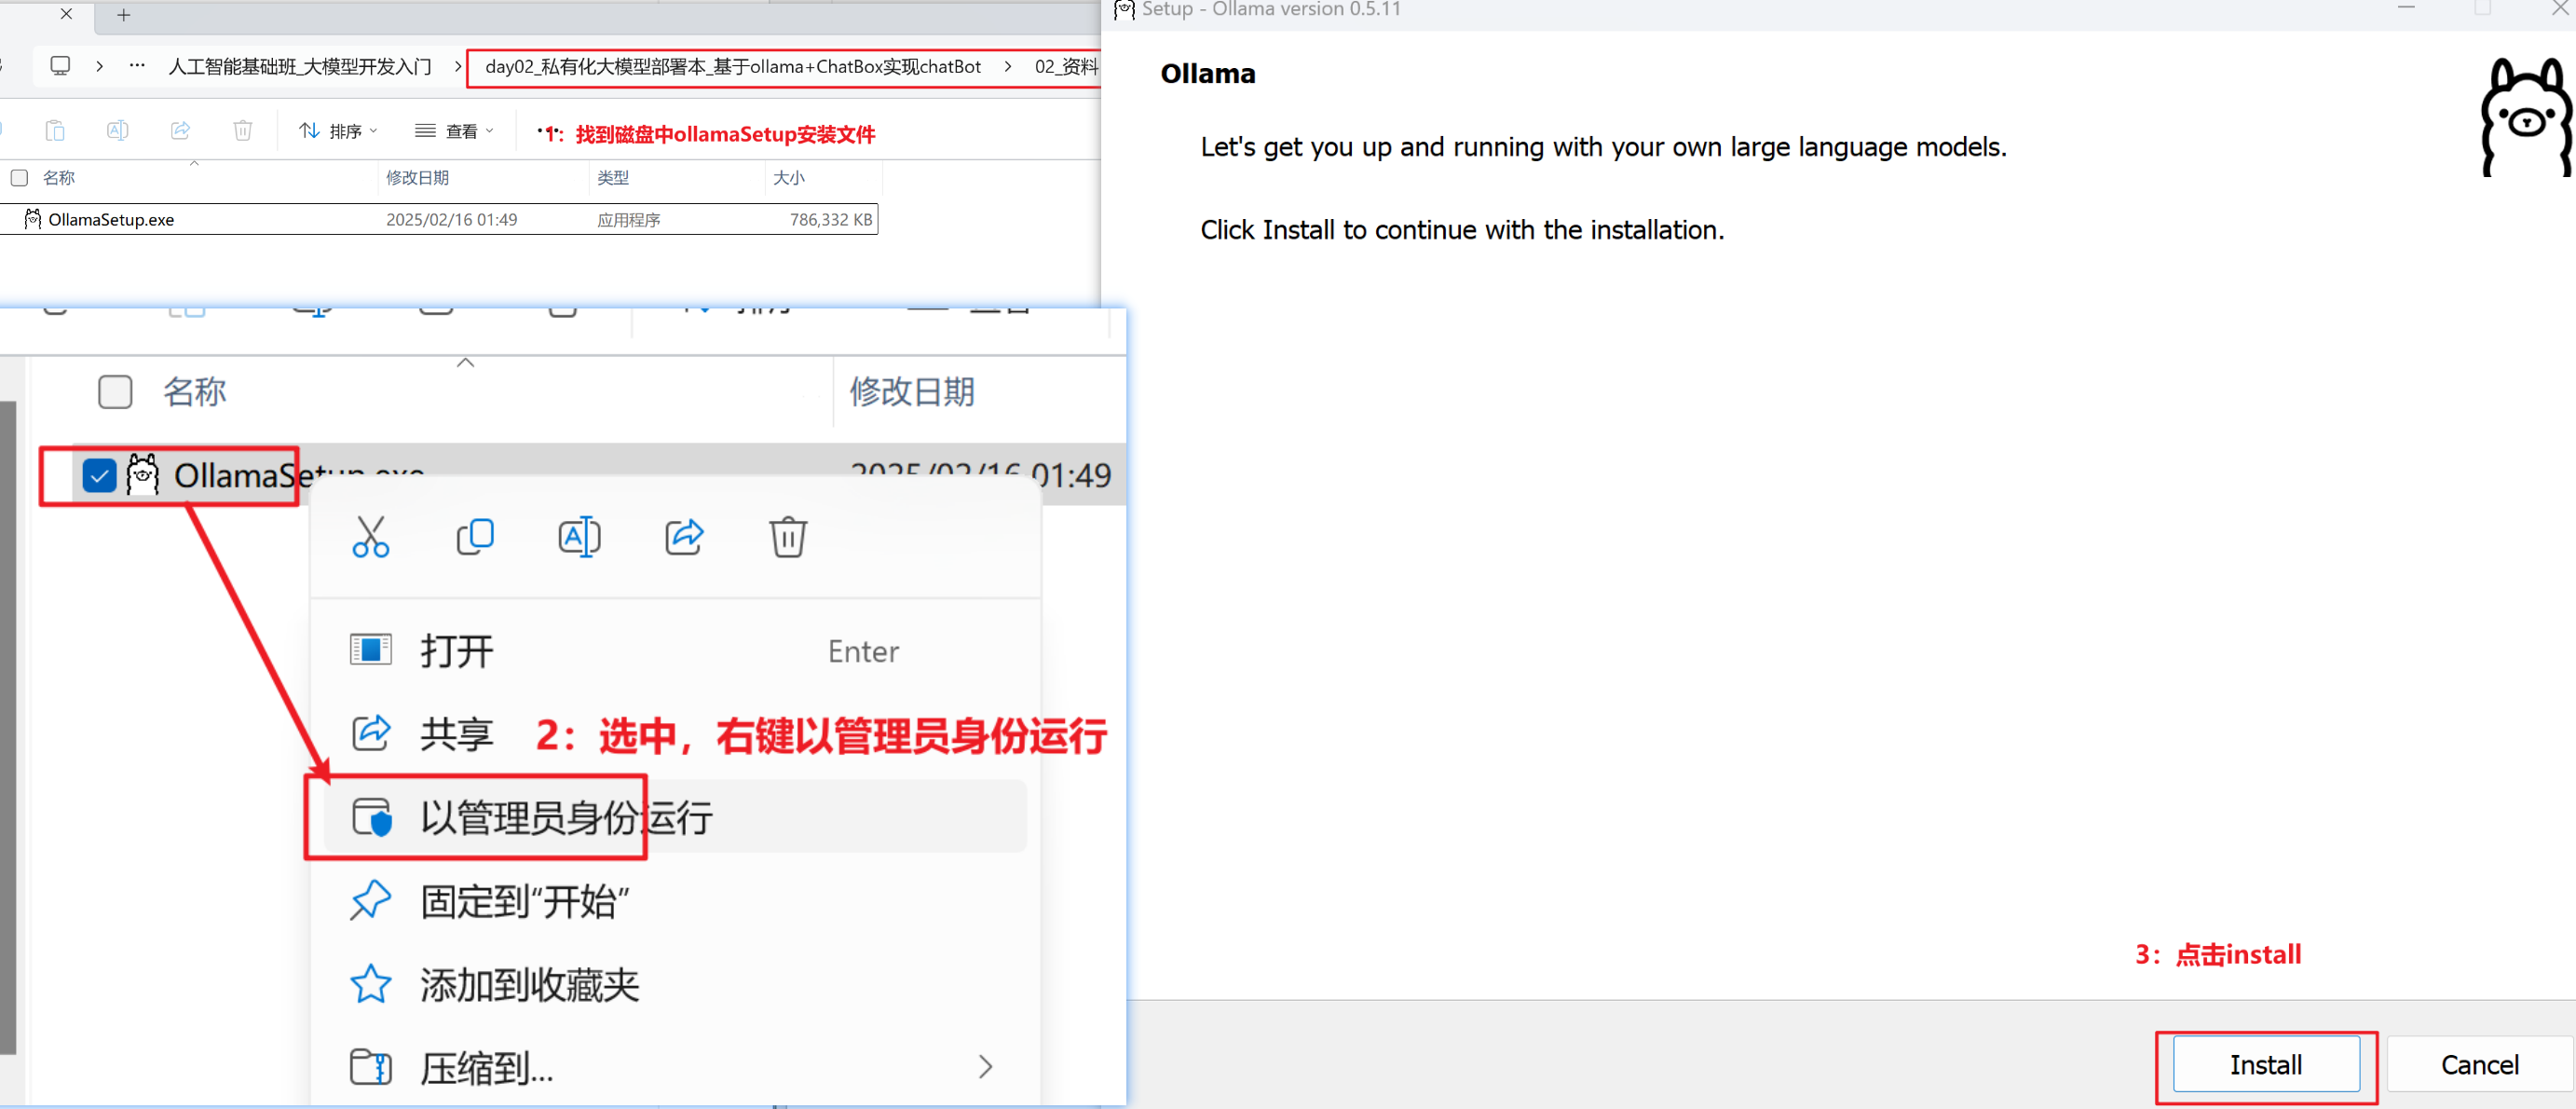 人工智能基础班_大模型开发入门 day02_私有化大模型部署本_基于ollama+ChatBox实现chatBot 02_资料
排序 查看
1：找到磁盘中ollamaSetup安装文件
名称 修改日期 类型 大小
OllamaSetup.exe 2025/02/16 01:49 应用程序 786,332 KB
名称 修改日期
OllamaSetup.exe 2025/02/16 01:49
打开 Enter
共享
2：选中，右键以管理员身份运行
以管理员身份运行
固定到“开始”
添加到收藏夹
压缩到...
Setup - Ollama version 0.5.11
Ollama
Let's get you up and running with your own large language models.
Click Install to continue with the installation.
3：点击install
Install Cancel